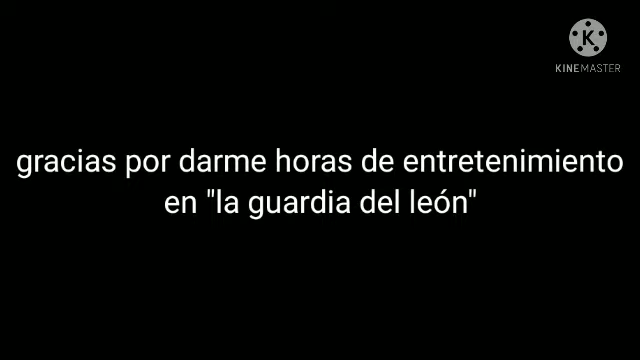 KINEMASTER
gracias por darme horas de entretenimiento
en "la guardia del león"